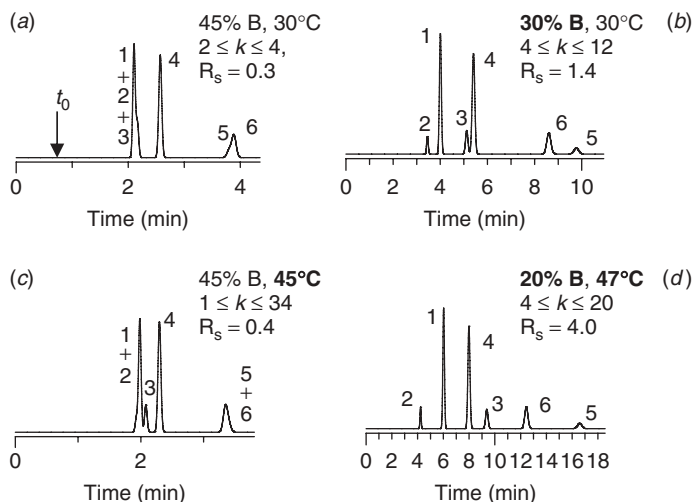 (a)
45% B, 30°C
2 ≤ k ≤ 4,
Rs = 0.3
t0
1
+
2
+
3
4
5
6
0 2 4
Time (min)
(b)
30% B, 30°C
4 ≤ k ≤ 12
Rs = 1.4
2
1
3
4
6
5
0 2 4 6 8 10
Time (min)
(c)
45% B, 45°C
1 ≤ k ≤ 34
Rs = 0.4
1
+
2
3
4
5
+
6
0 2
Time (min)
(d)
20% B, 47°C
4 ≤ k ≤ 20
Rs = 4.0
2
1
4
3
6
5
0 2 4 6 8 10 12 14 16 18
Time (min)